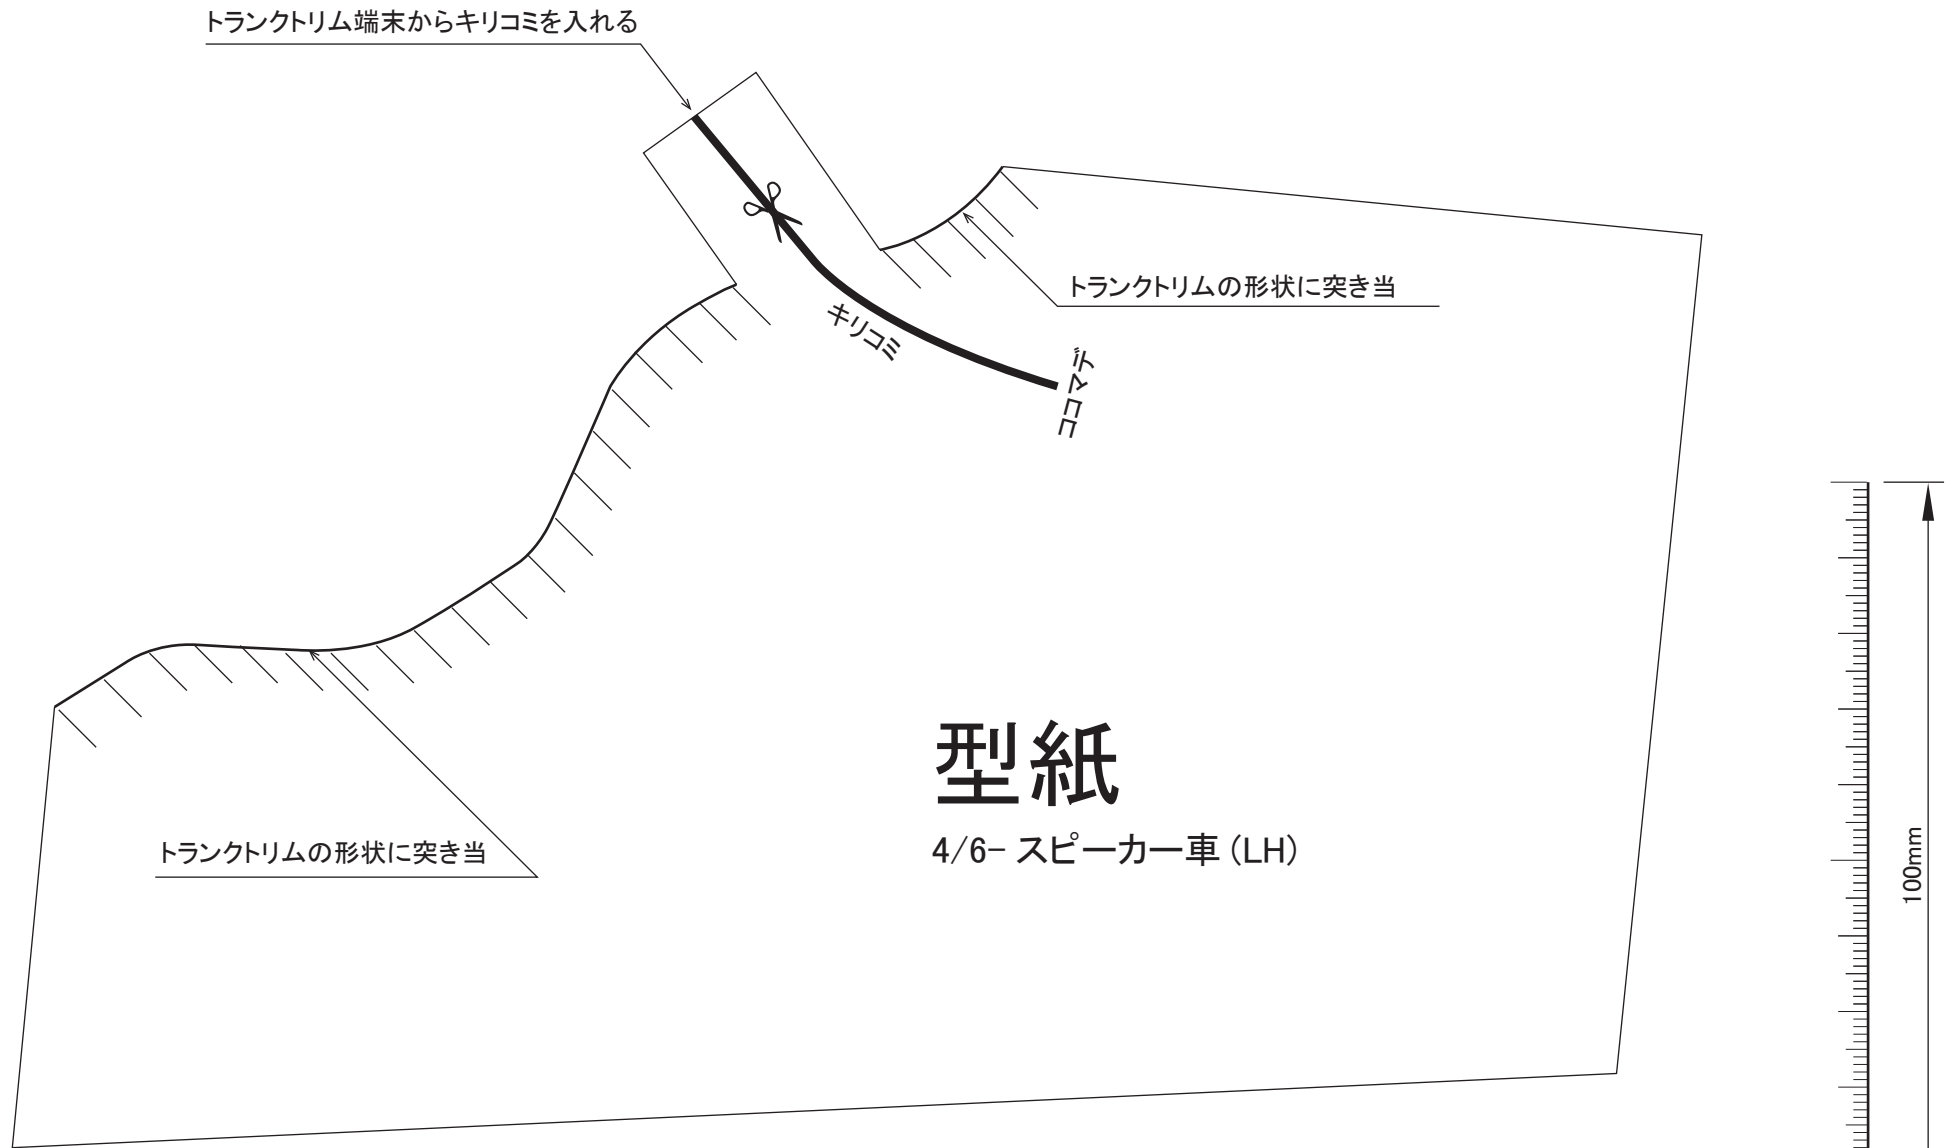 トランクトリム端末からキリコミを入れる
トランクトリムの形状に突き当
キリコミ
ココマデ
型紙
4/6- スピーカー車 (LH)
トランクトリムの形状に突き当
100mm